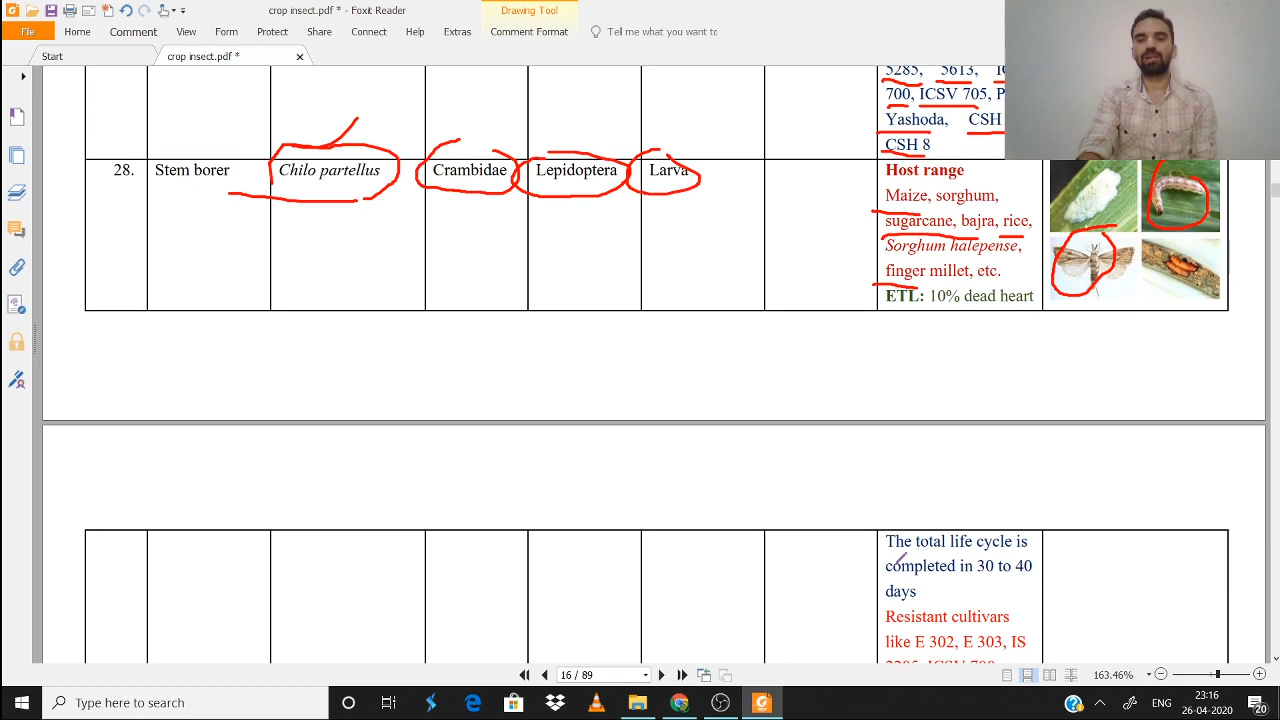 crop insect.pdf * - Foxit Reader
Drawing Tool
File Home Comment View Form Protect Share Connect Help Extras Comment Format Tell me what you want to
Start crop insect.pdf *
5285, 5613,
700, ICSV 705,
Yashoda, CSH
CSH 8
28. Stem borer Chilo partellus Crambidae Lepidoptera Larva Host range
Maize, sorghum,
sugarcane, bajra, rice,
Sorghum halepense,
finger millet, etc.
ETL: 10% dead heart
The total life cycle is
completed in 30 to 40
days
Resistant cultivars
like E 302, E 303, IS
16 / 89 163.46%
Type here to search ENG 23:16
26-04-2020 20